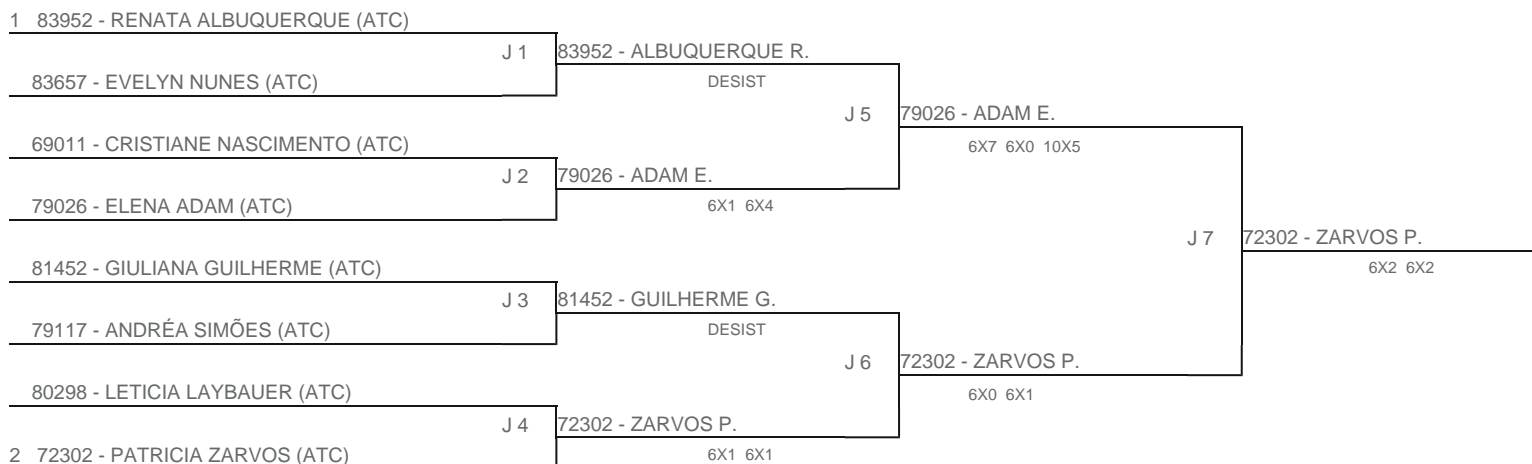 1 83952 - RENATA ALBUQUERQUE (ATC)
J 1 83952 - ALBUQUERQUE R.
83657 - EVELYN NUNES (ATC) DESIST
J 5 79026 - ADAM E.
69011 - CRISTIANE NASCIMENTO (ATC) 6X7 6X0 10X5
J 2 79026 - ADAM E.
79026 - ELENA ADAM (ATC) 6X1 6X4
J 7 72302 - ZARVOS P.
81452 - GIULIANA GUILHERME (ATC) 6X2 6X2
J 3 81452 - GUILHERME G.
79117 - ANDRÉA SIMÕES (ATC) DESIST
J 6 72302 - ZARVOS P.
80298 - LETICIA LAYBAUER (ATC) 6X0 6X1
J 4 72302 - ZARVOS P.
2 72302 - PATRICIA ZARVOS (ATC) 6X1 6X1